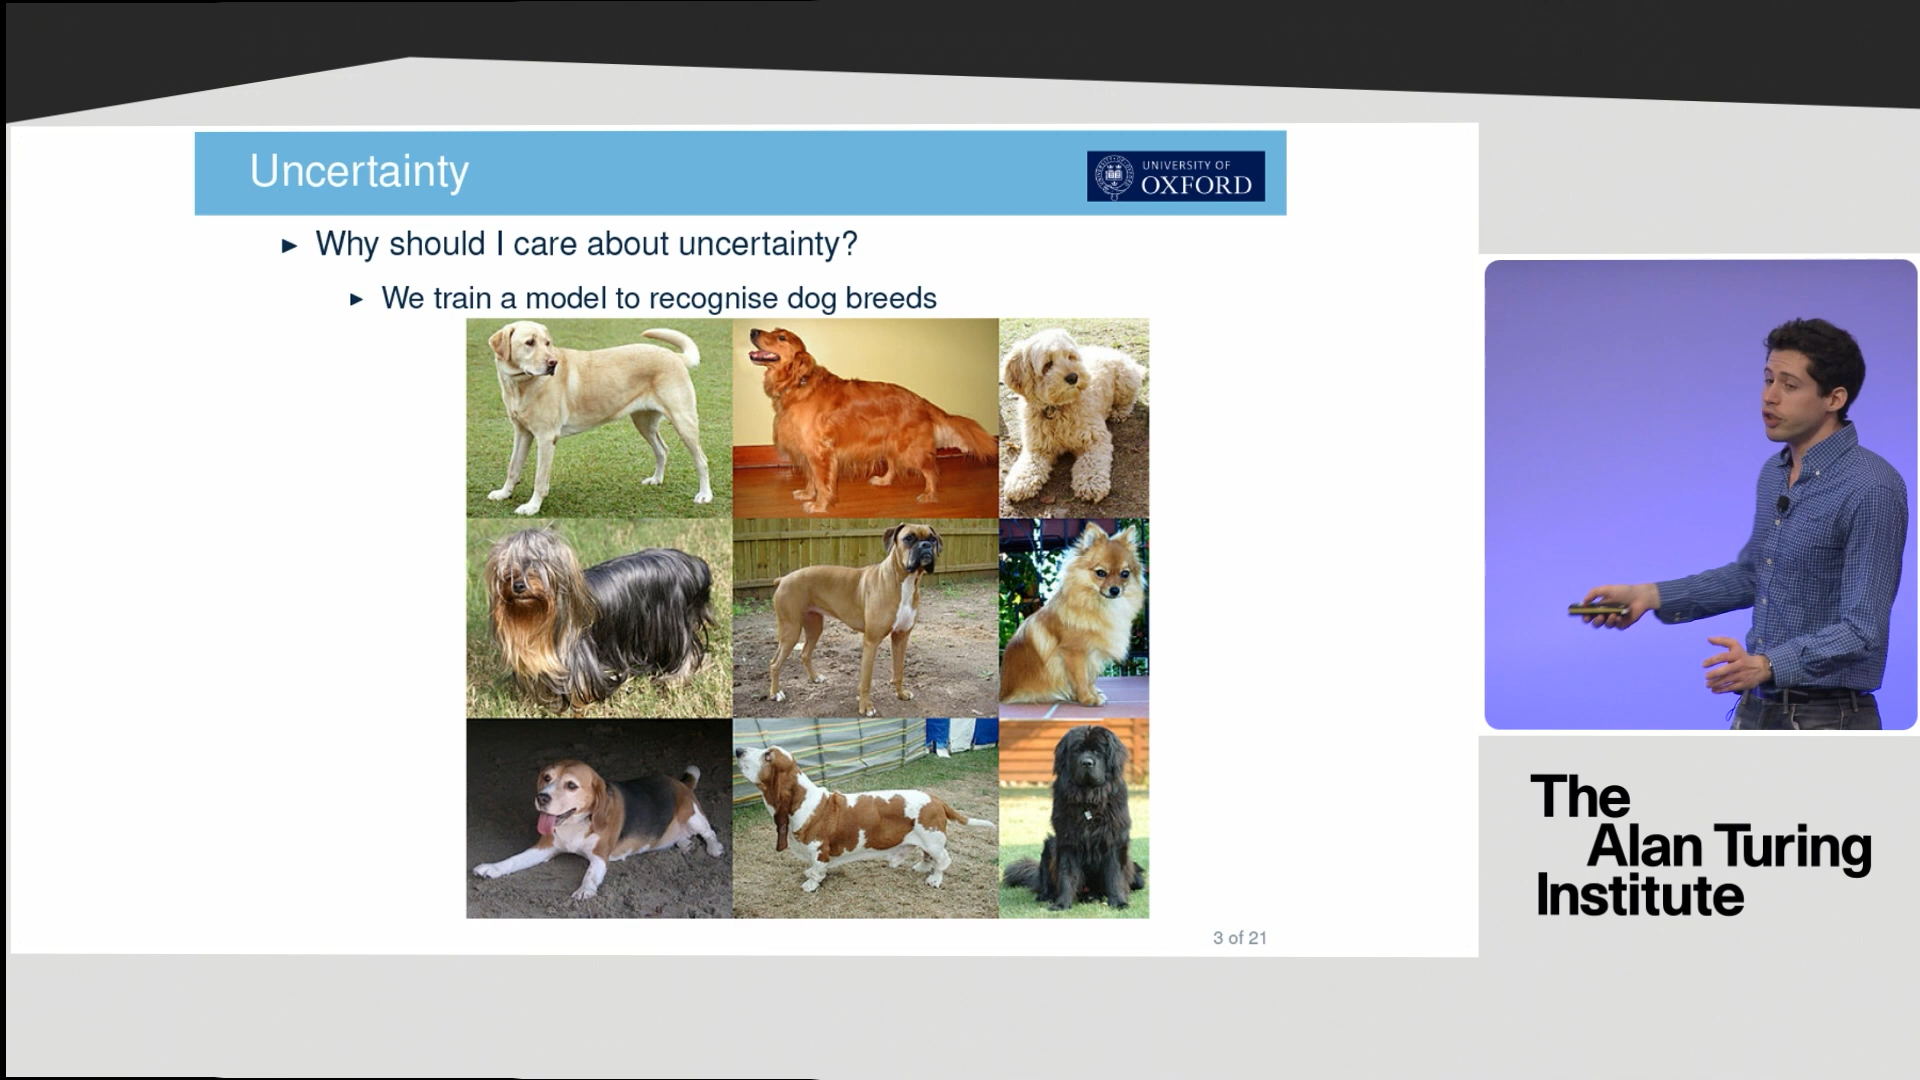 Uncertainty
UNIVERSITY OF
OXFORD
► Why should I care about uncertainty?
► We train a model to recognise dog breeds
3 of 21
The
Alan Turing
Institute